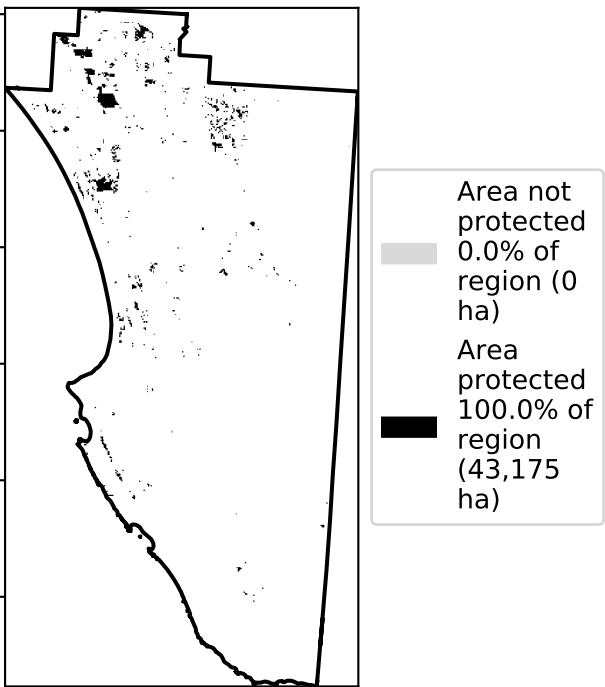 Area not
protected
0.0% of
region (0
ha)
Area
protected
100.0% of
region
(43,175
ha)